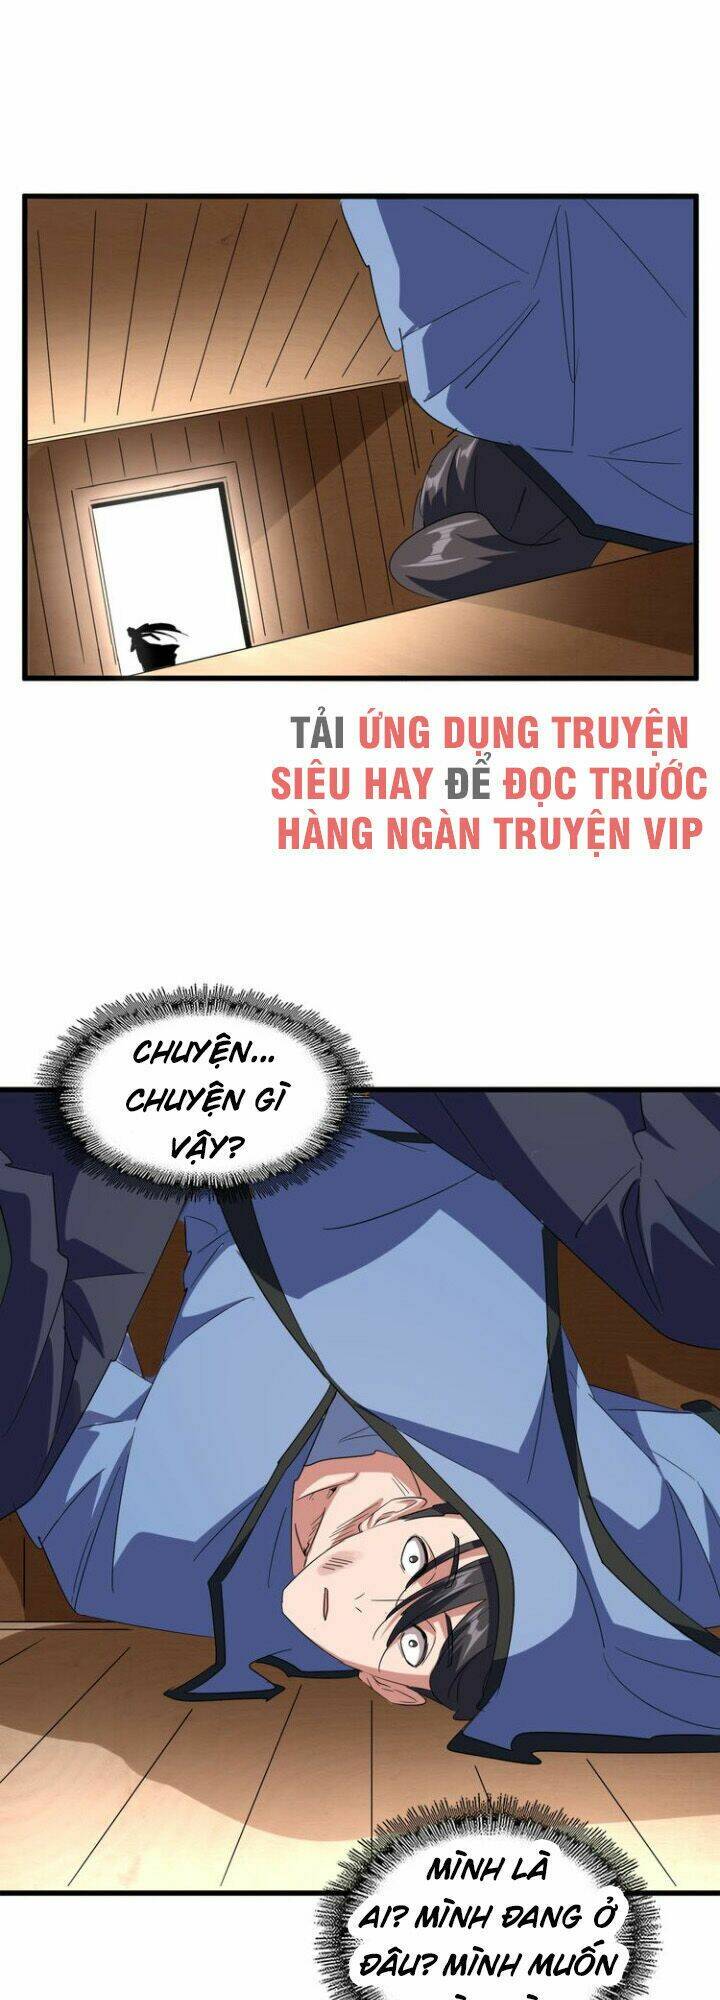 TẢI ỨNG DỤNG TRUYỆN
SIÊU HAY ĐỂ ĐỌC TRƯỚC
HÀNG NGÀN TRUYỆN VIP
CHUYỆN...
CHUYỆN GÌ
VẬY?
MÌNH LÀ
AI? MÌNH ĐANG Ở
ĐÂU? MÌNH MUỐN